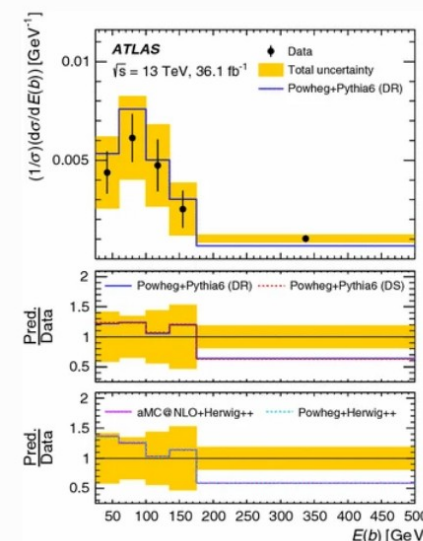 ATLAS
√s = 13 TeV, 36.1 fb⁻¹
Data
Total uncertainty
Powheg+Pythia6 (DR)
(1/σ)(dσ/dE(b)) [GeV⁻¹]
0.01
0.005
Pred.
Data
2
1.5
1
0.5
Powheg+Pythia6 (DR) Powheg+Pythia6 (DS)
Pred.
Data
2
1.5
1
0.5
aMC@NLO+Herwig++ Powheg+Herwig++
50 100 150 200 250 300 350 400 450 500
E(b) [GeV]